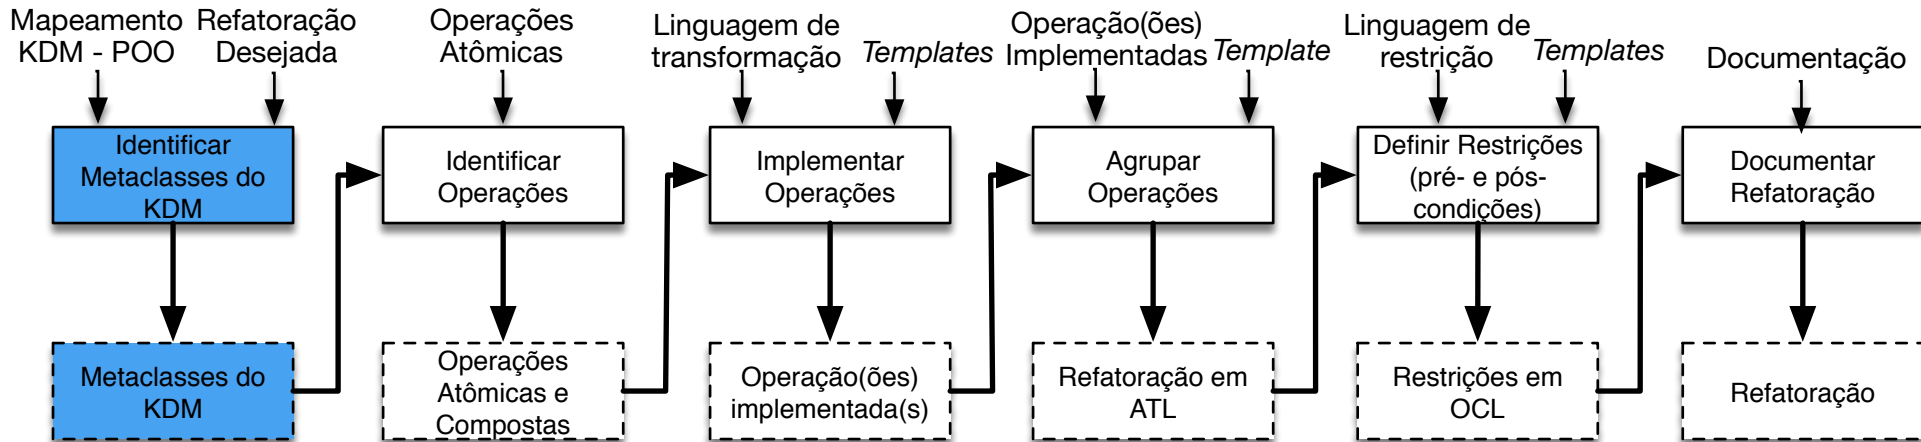 Mapeamento
KDM - POO
Refatoração
Desejada
Operações
Atômicas
Linguagem de
transformação
Templates
Operação(ões)
Implementadas
Template
Linguagem de
restrição
Templates
Documentação
Identificar
Metaclasses do
KDM
Identificar
Operações
Implementar
Operações
Agrupar
Operações
Definir Restrições
(pré- e pós-
condições)
Documentar
Refatoração
Metaclasses do
KDM
Operações
Atômicas e
Compostas
Operação(ões)
implementada(s)
Refatoração em
ATL
Restrições em
OCL
Refatoração